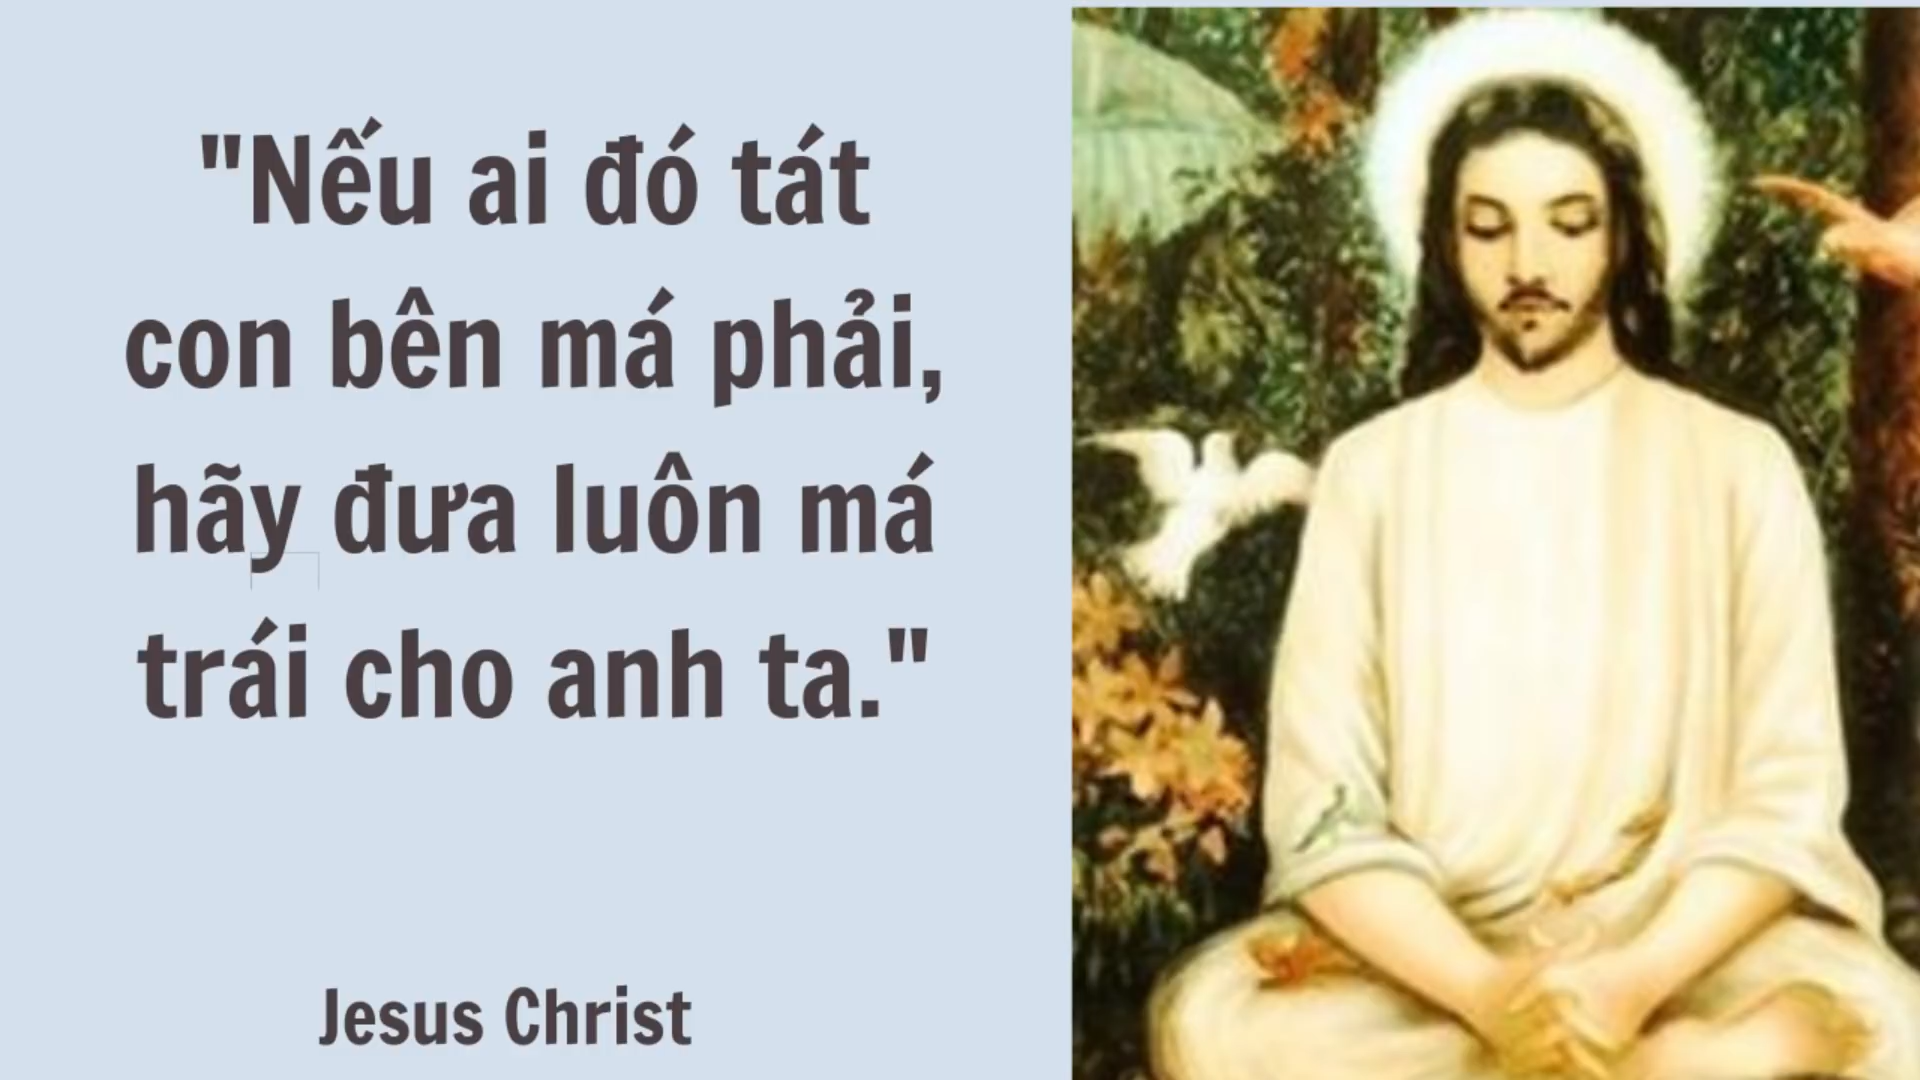 "Nếu ai đó tát
con bên má phải,
hãy đưa luôn má
trái cho anh ta."
Jesus Christ